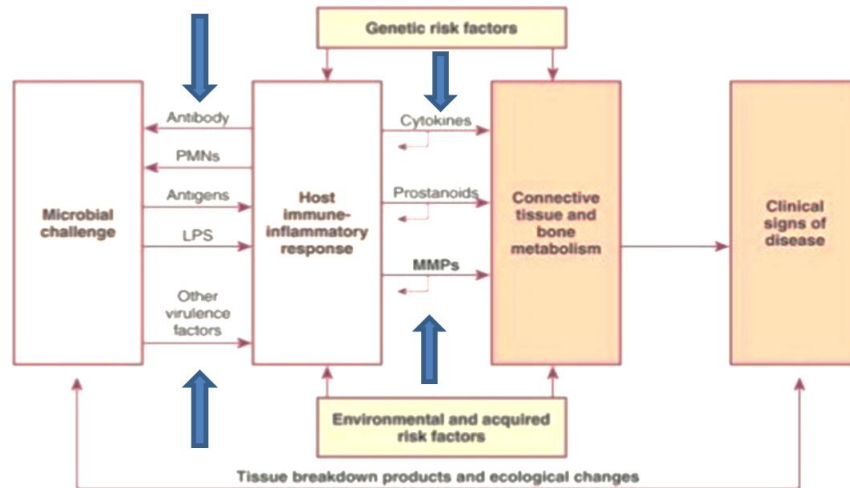 Genetic risk factors
Antibody
PMNs
Antigens
LPS
Other
virulence
factors
Microbial
challenge
Host
immune-
inflammatory
response
Cytokines
Prostanoids
MMPs
Connective
tissue and
bone
metabolism
Clinical
signs of
disease
Environmental and acquired
risk factors
Tissue breakdown products and ecological changes